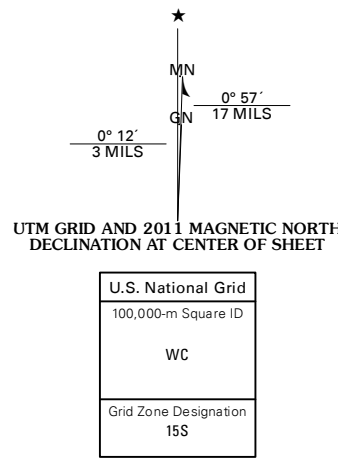 ★
MN
GN
0° 57´
17 MILS
0° 12´
3 MILS
UTM GRID AND 2011 MAGNETIC NORTH
DECLINATION AT CENTER OF SHEET
U.S. National Grid
100,000-m Square ID
WC
Grid Zone Designation
15S